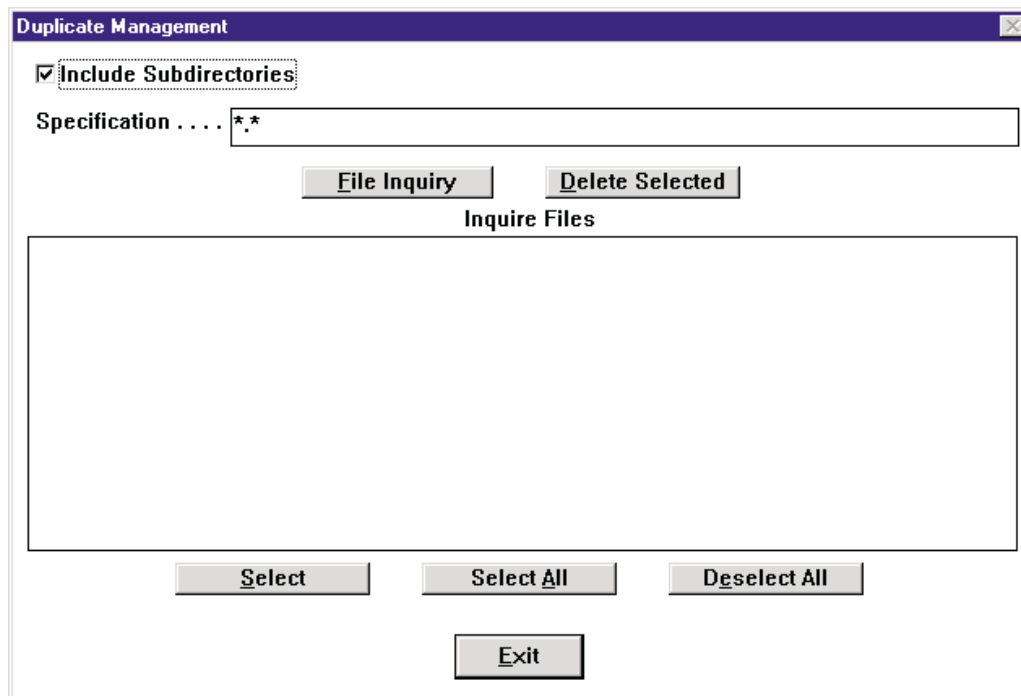 Duplicate Management
Include Subdirectories
Specification . . . . *.*
File Inquiry Delete Selected
Inquire Files
Select Select All Deselect All
Exit